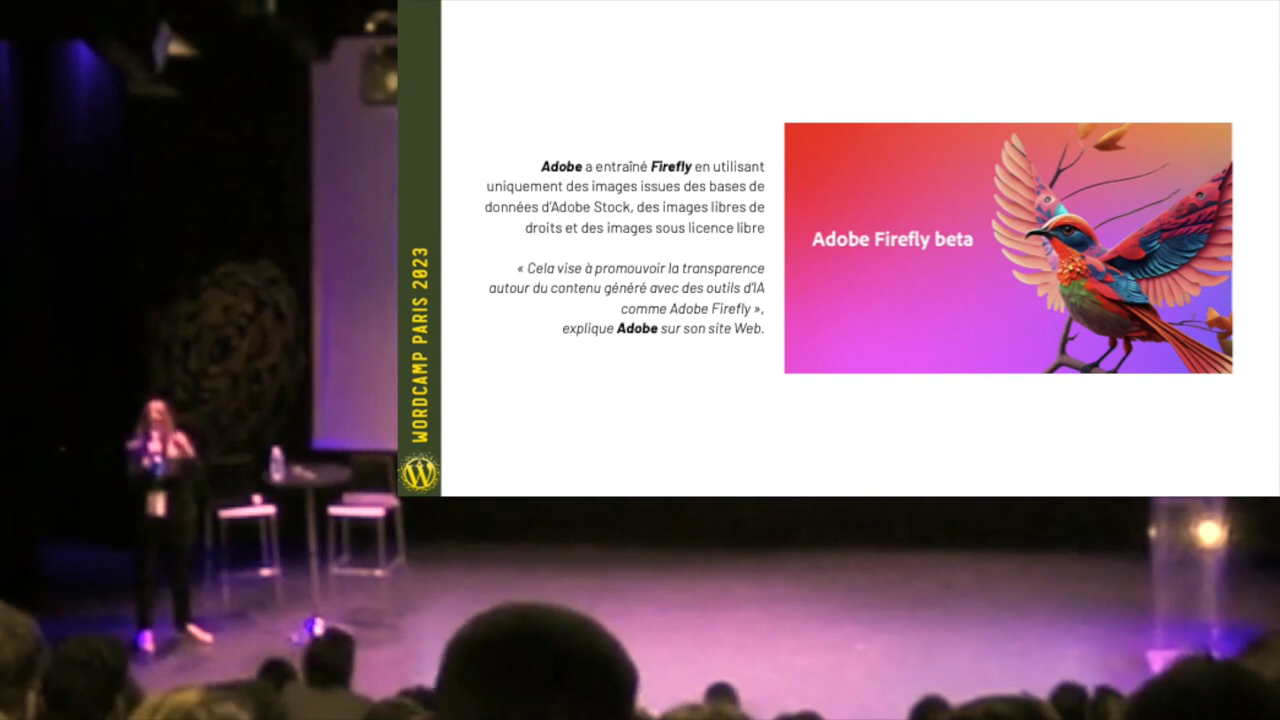 WORDCAMP PARIS 2023
Adobe a entraîné Firefly en utilisant
uniquement des images issues des bases de
données d'Adobe Stock, des images libres de
droits et des images sous licence libre
« Cela vise à promouvoir la transparence
autour du contenu généré avec des outils d'IA
comme Adobe Firefly »,
explique Adobe sur son site Web.
Adobe Firefly beta